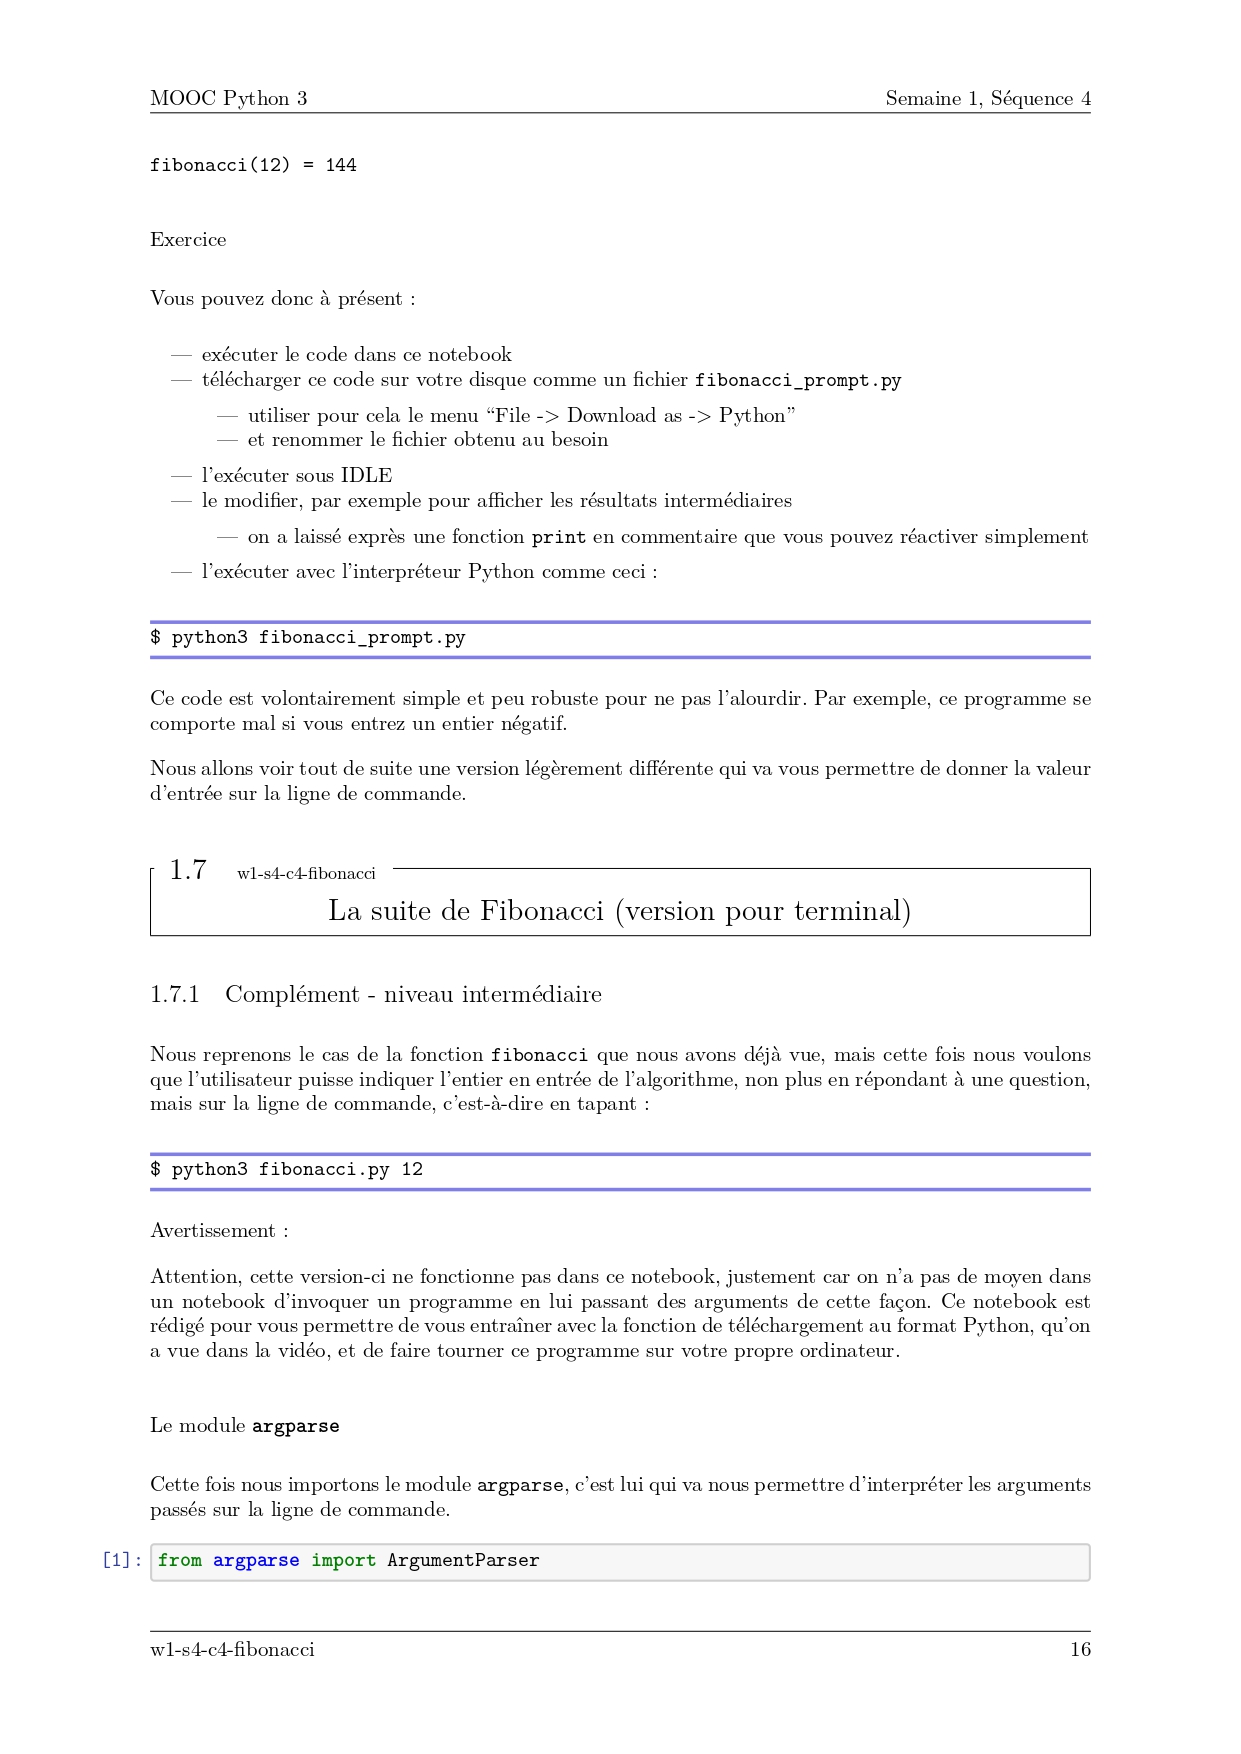 MOOC Python 3 Semaine 1, Séquence 4
fibonacci(12) = 144
Exercice
Vous pouvez donc à présent :
— exécuter le code dans ce notebook
— télécharger ce code sur votre disque comme un fichier fibonacci_prompt.py
— utiliser pour cela le menu “File -> Download as -> Python”
— et renommer le fichier obtenu au besoin
— l’exécuter sous IDLE
— le modifier, par exemple pour afficher les résultats intermédiaires
— on a laissé exprès une fonction print en commentaire que vous pouvez réactiver simplement
— l’exécuter avec l’interpréteur Python comme ceci :
$ python3 fibonacci_prompt.py
Ce code est volontairement simple et peu robuste pour ne pas l’alourdir. Par exemple, ce programme se
comporte mal si vous entrez un entier négatif.
Nous allons voir tout de suite une version légèrement différente qui va vous permettre de donner la valeur
d’entrée sur la ligne de commande.
1.7 w1-s4-c4-fibonacci
La suite de Fibonacci (version pour terminal)
1.7.1 Complément - niveau intermédiaire
Nous reprenons le cas de la fonction fibonacci que nous avons déjà vue, mais cette fois nous voulons
que l’utilisateur puisse indiquer l’entier en entrée de l’algorithme, non plus en répondant à une question,
mais sur la ligne de commande, c’est-à-dire en tapant :
$ python3 fibonacci.py 12
Avertissement :
Attention, cette version-ci ne fonctionne pas dans ce notebook, justement car on n’a pas de moyen dans
un notebook d’invoquer un programme en lui passant des arguments de cette façon. Ce notebook est
rédigé pour vous permettre de vous entraîner avec la fonction de téléchargement au format Python, qu’on
a vue dans la vidéo, et de faire tourner ce programme sur votre propre ordinateur.
Le module argparse
Cette fois nous importons le module argparse, c’est lui qui va nous permettre d’interpréter les arguments
passés sur la ligne de commande.
[1]: from argparse import ArgumentParser
w1-s4-c4-fibonacci 16